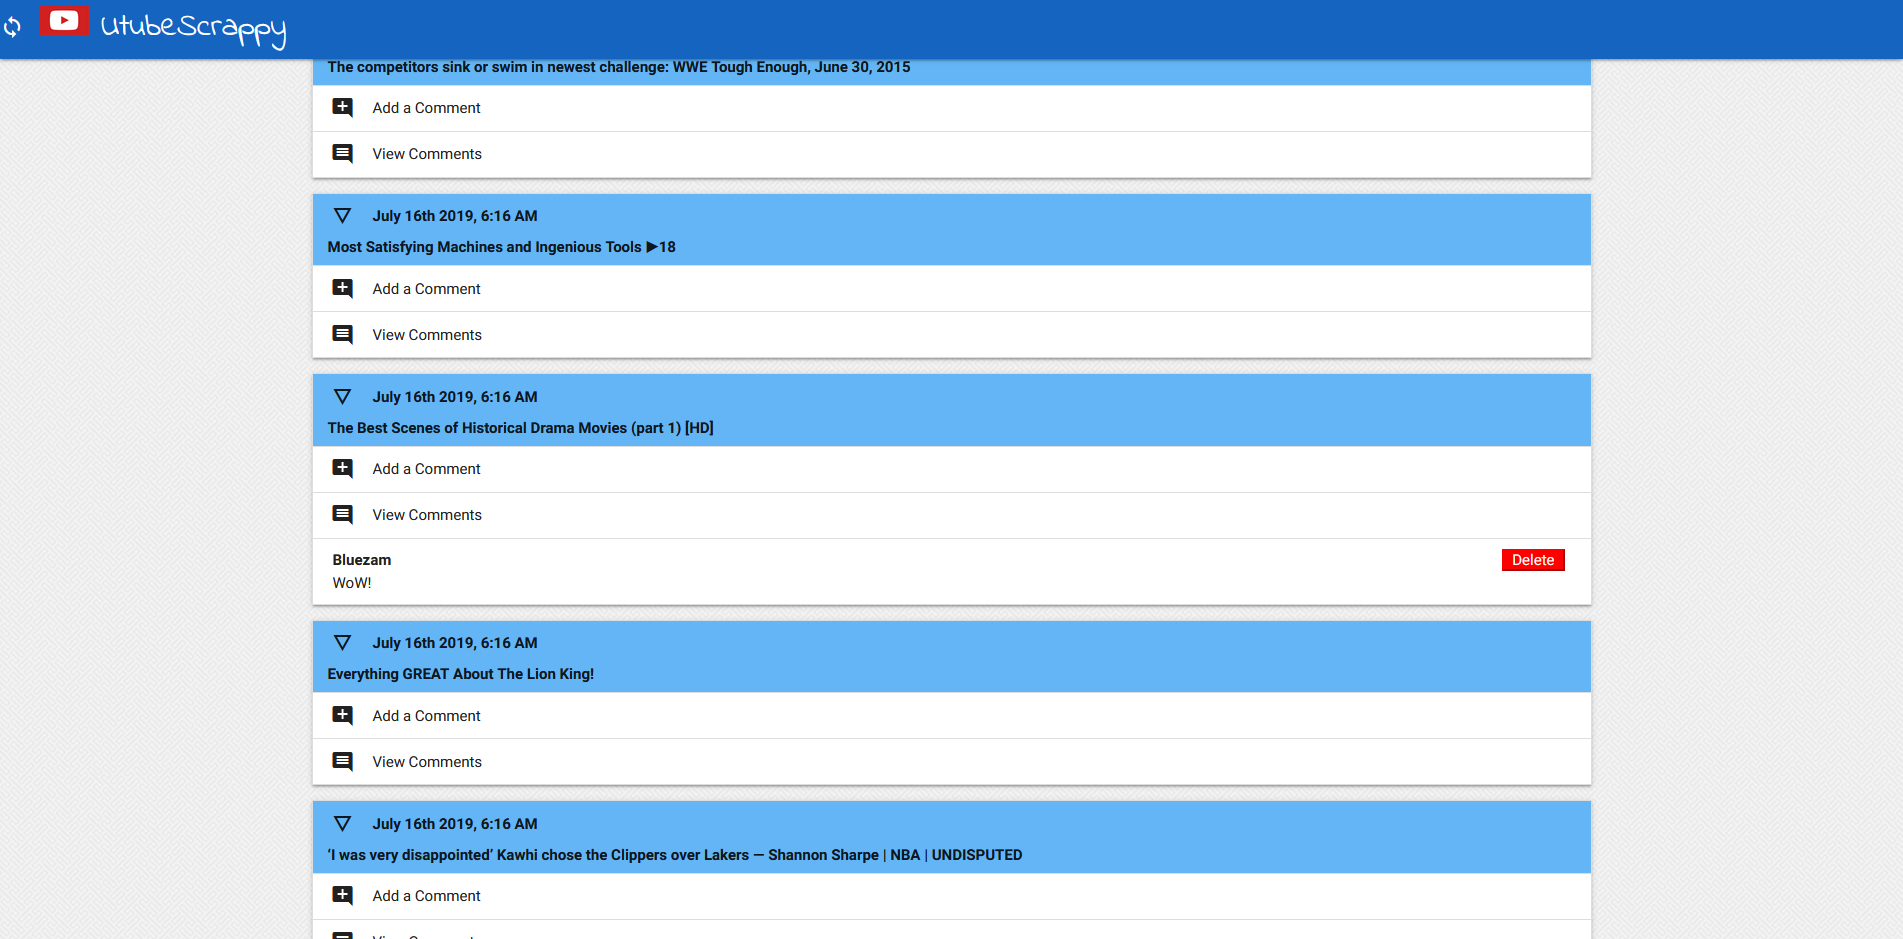 UtubeScrappy
The competitors sink or swim in newest challenge: WWE Tough Enough, June 30, 2015
Add a Comment
View Comments
July 16th 2019, 6:16 AM
Most Satisfying Machines and Ingenious Tools ▶18
Add a Comment
View Comments
July 16th 2019, 6:16 AM
The Best Scenes of Historical Drama Movies (part 1) [HD]
Add a Comment
View Comments
Bluezam Delete
WoW!
July 16th 2019, 6:16 AM
Everything GREAT About The Lion King!
Add a Comment
View Comments
July 16th 2019, 6:16 AM
‘I was very disappointed’ Kawhi chose the Clippers over Lakers — Shannon Sharpe | NBA | UNDISPUTED
Add a Comment